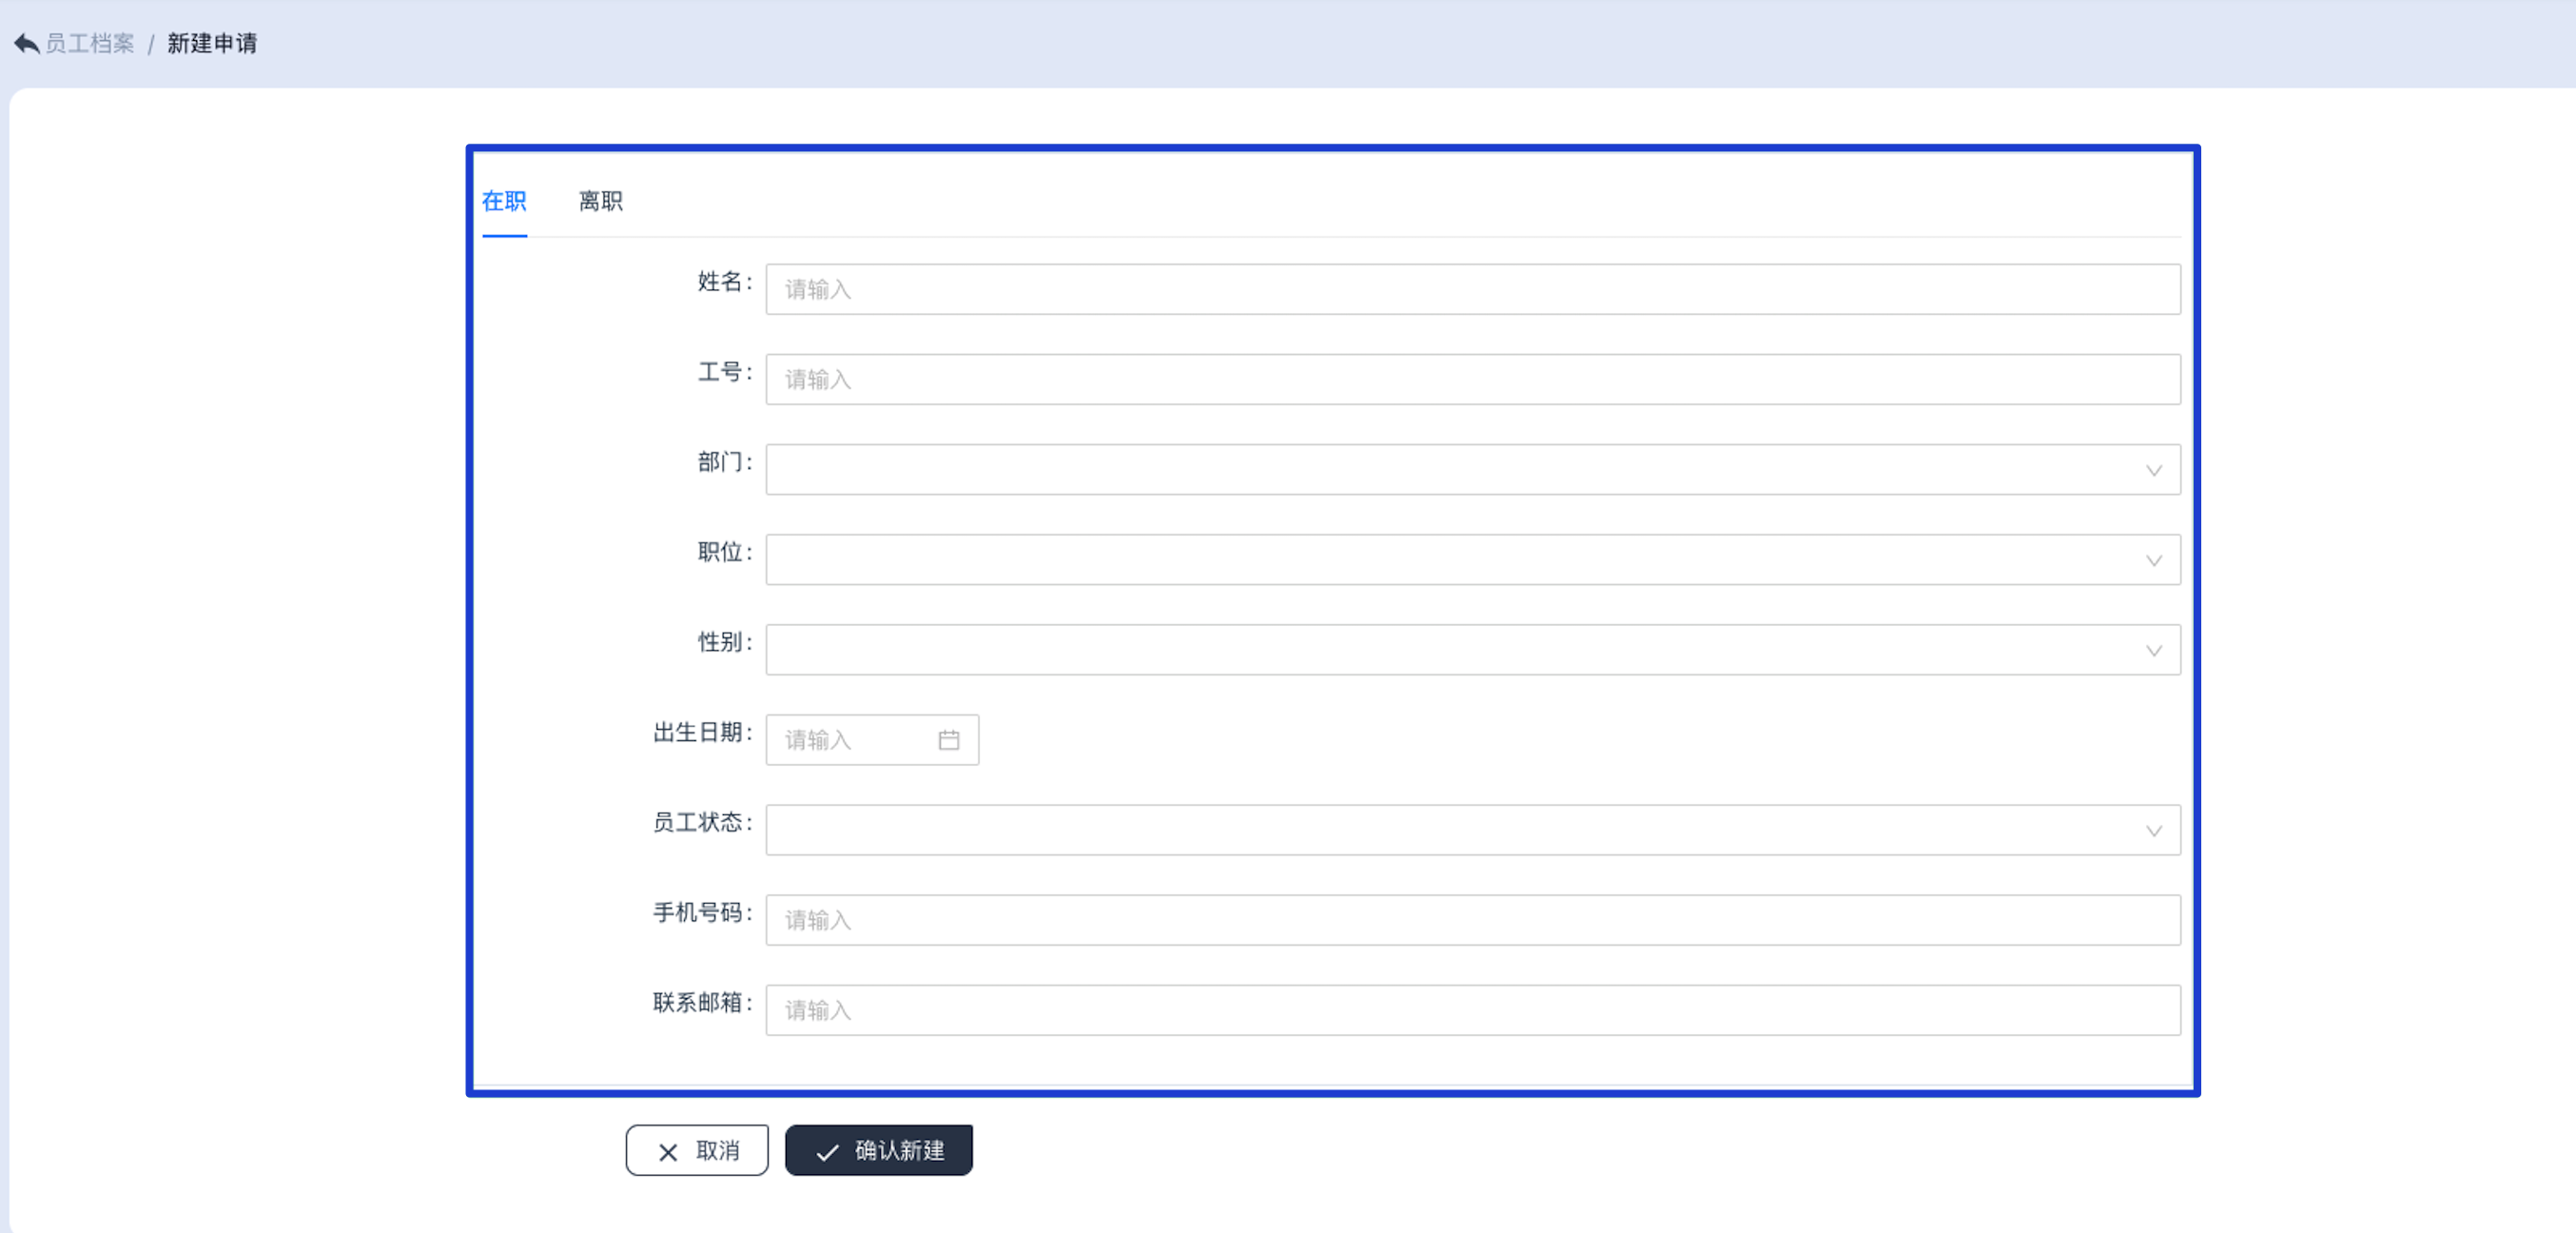 员工档案 / 新建申请
在职 离职
姓名: 请输入
工号: 请输入
部门:
职位:
性别:
出生日期: 请输入
员工状态:
手机号码: 请输入
联系邮箱: 请输入
取消 确认新建